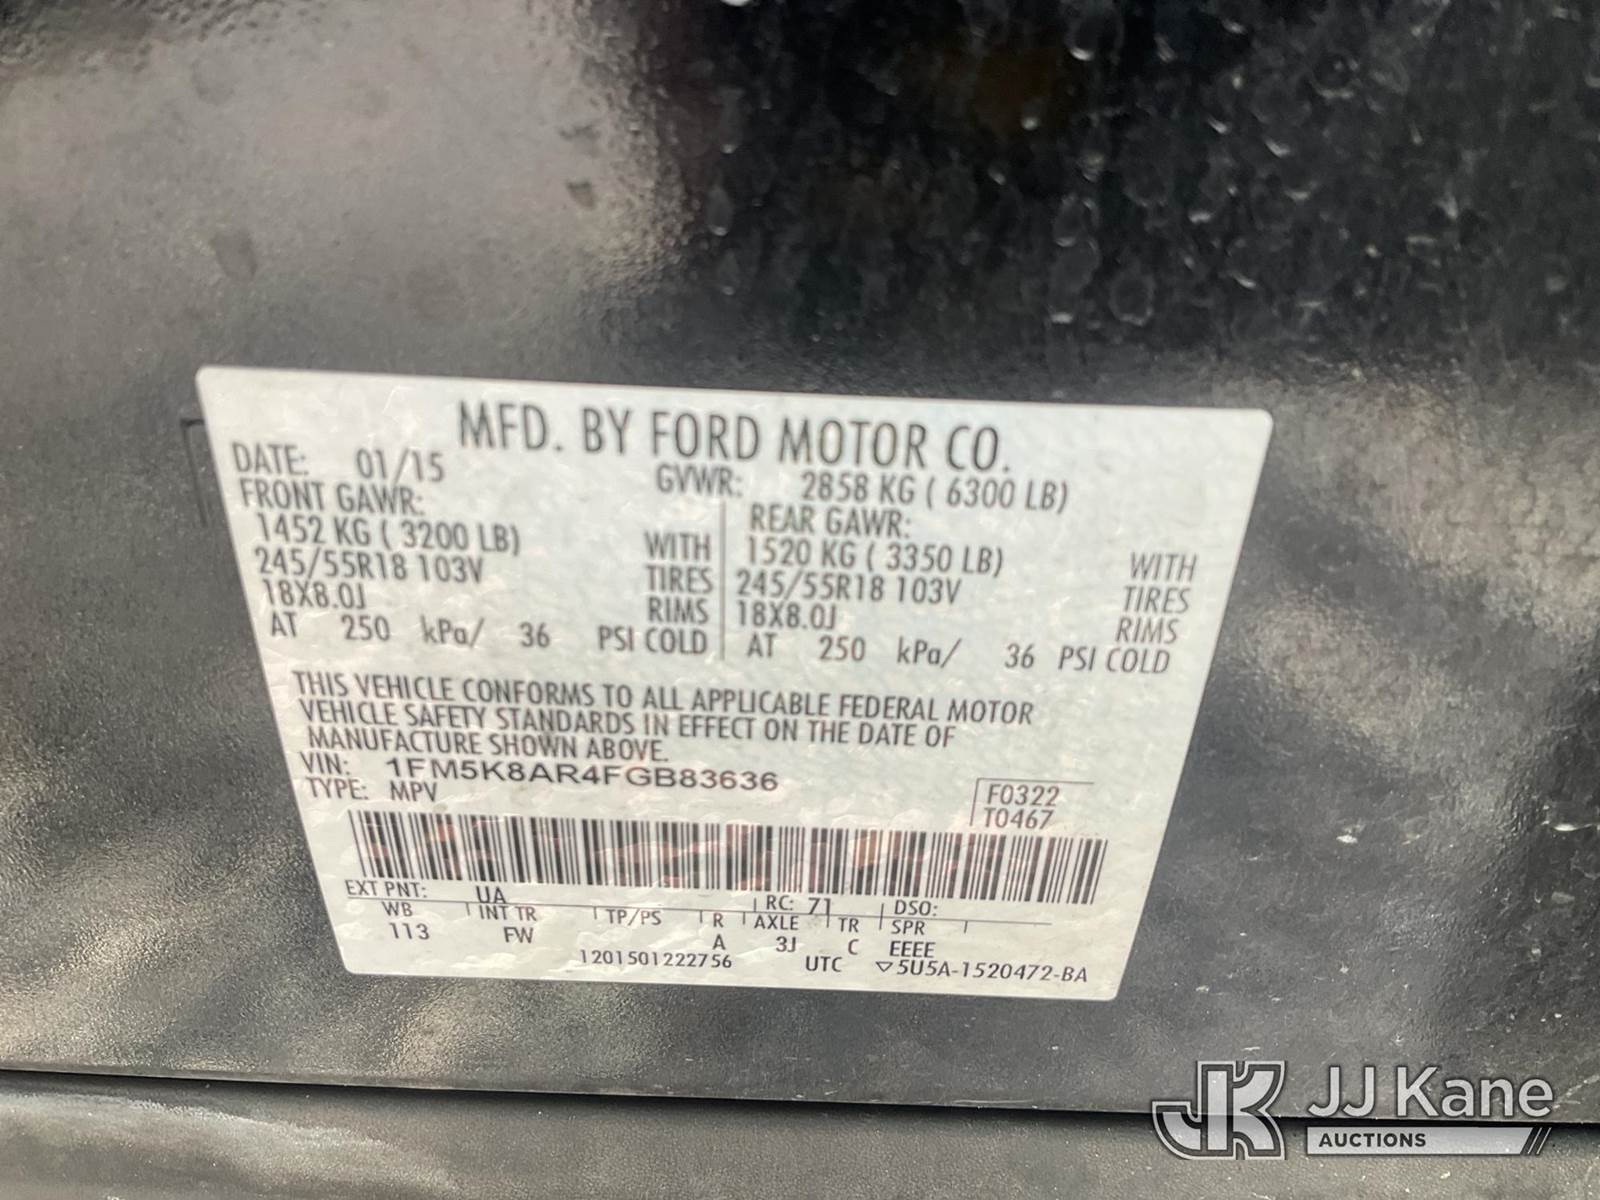 MFD. BY FORD MOTOR CO.
DATE: 01/15 GVWR: 2858 KG ( 6300 LB)
FRONT GAWR: REAR GAWR:
1452 KG ( 3200 LB) WITH 1520 KG ( 3350 LB) WITH
245/55R18 103V TIRES 245/55R18 103V TIRES
18X8.0J RIMS 18X8.0J RIMS
AT 250 kPa/ 36 PSI COLD AT 250 kPa/ 36 PSI COLD
THIS VEHICLE CONFORMS TO ALL APPLICABLE FEDERAL MOTOR
VEHICLE SAFETY STANDARDS IN EFFECT ON THE DATE OF
MANUFACTURE SHOWN ABOVE.
VIN: 1FM5K8AR4FGB83636
TYPE: MPV
F0322
T0467
EXT PNT: UA RC: 71 DSO:
WB INT TR TP/PS R AXLE TR SPR
113 FW A 3J C EEEE
1201501222756 UTC ▽5U5A-1520472-BA
JK JJ Kane
AUCTIONS